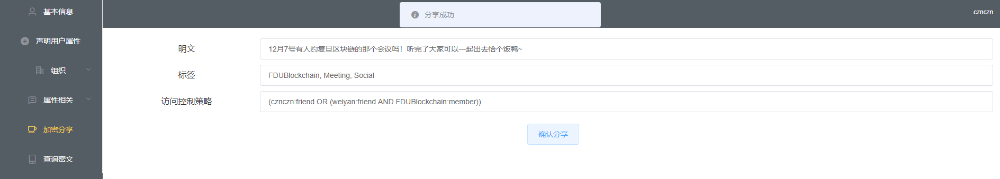 基本信息
声明用户属性
组织
属性相关
加密分享
查询密文
分享成功
cznczn
明文
12月7号有人约复旦区块链的那个会议吗！听完了大家可以一起出去恰个饭鸭~
标签
FDUBlockchain, Meeting, Social
访问控制策略
(cznczn:friend OR (weiyan:friend AND FDUBlockchain:member))
确认分享